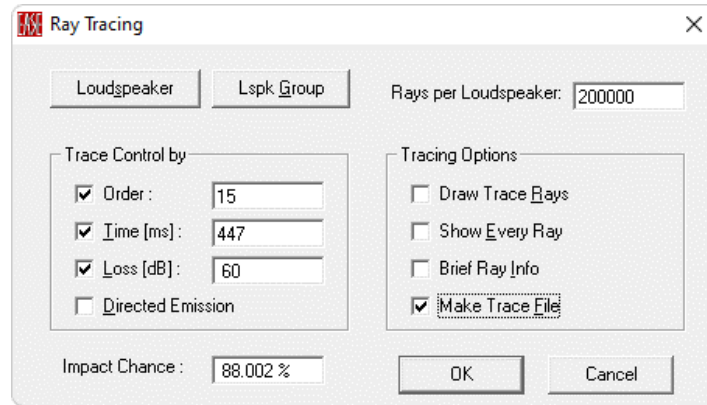 EASE Ray Tracing
Loudspeaker Lspk Group Rays per Loudspeaker: 200000
Trace Control by Tracing Options
Order : 15 Draw Trace Rays
Time [ms] : 447 Show Every Ray
Loss [dB] : 60 Brief Ray Info
Directed Emission Make Trace File
Impact Chance : 88.002 % OK Cancel